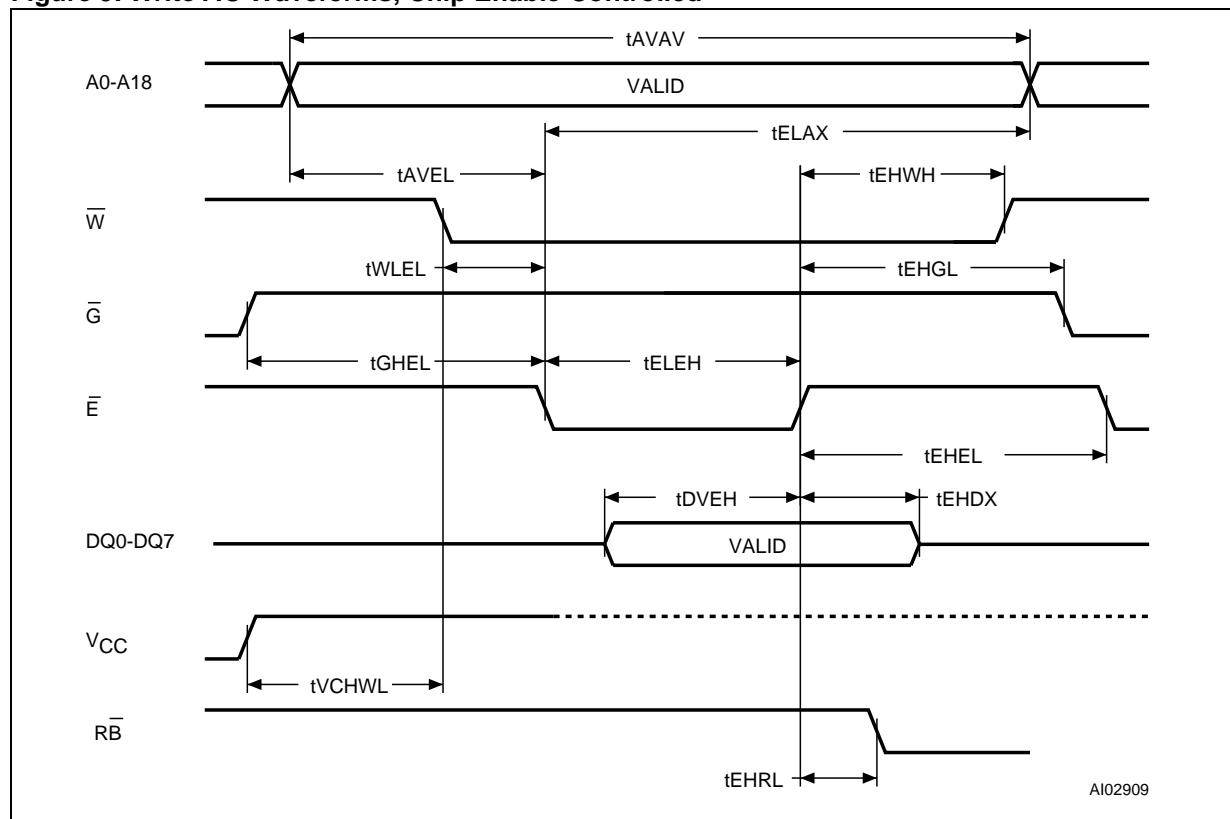 tAVAV
A0-A18
VALID
tELAX
tAVEL
tEHWH
W̅
tWLEL
tEHGL
G̅
tGHEL
tELEH
E̅
tEHEL
tDVEH
tEHDX
DQ0-DQ7
VALID
VCC
tVCHWL
RB̅
tEHRL
AI02909